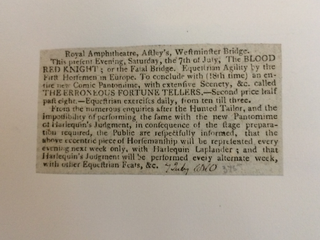 Royal Amphitheatre, Astley's, Westminster Bridge.
This present Evening, Saturday, the 7th of July, The BLOOD
RED KNIGHT; or the Fatal Bridge. Equestrian Agility by the
First Horsemen in Europe. To conclude with (18th time) an en-
tire new Comic Pantomime, with extensive Scenery, &c. called
THE ERRONEOUS FORTUNE TELLERS.—Second price half
past eight.—Equestrian exercises daily, from ten till three.
From the numerous enquiries after the Hunted Tailor, and the
impossibility of performing the same with the new Pantomime
of Harlequin's Judgment, in consequence of the stage prepara-
tions required, the Public are respectfully informed, that the
above eccentric piece of Horsemanship will be represented every
evening next week only, with Harlequin Laplander; and that
Harlequin's Judgment will be performed every alternate week,
with other Equestrian Feats, &c. 7 July 1810